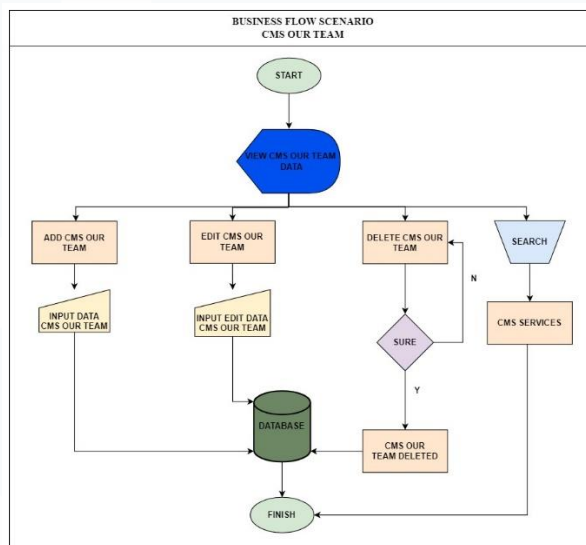 BUSINESS FLOW SCENARIO
CMS OUR TEAM
START
VIEW CMS OUR TEAM
DATA
ADD CMS OUR
TEAM
EDIT CMS OUR
TEAM
DELETE CMS OUR
TEAM
SEARCH
N
INPUT DATA
CMS OUR TEAM
INPUT EDIT DATA
CMS OUR TEAM
SURE
CMS SERVICES
Y
DATABASE
CMS OUR
TEAM DELETED
FINISH